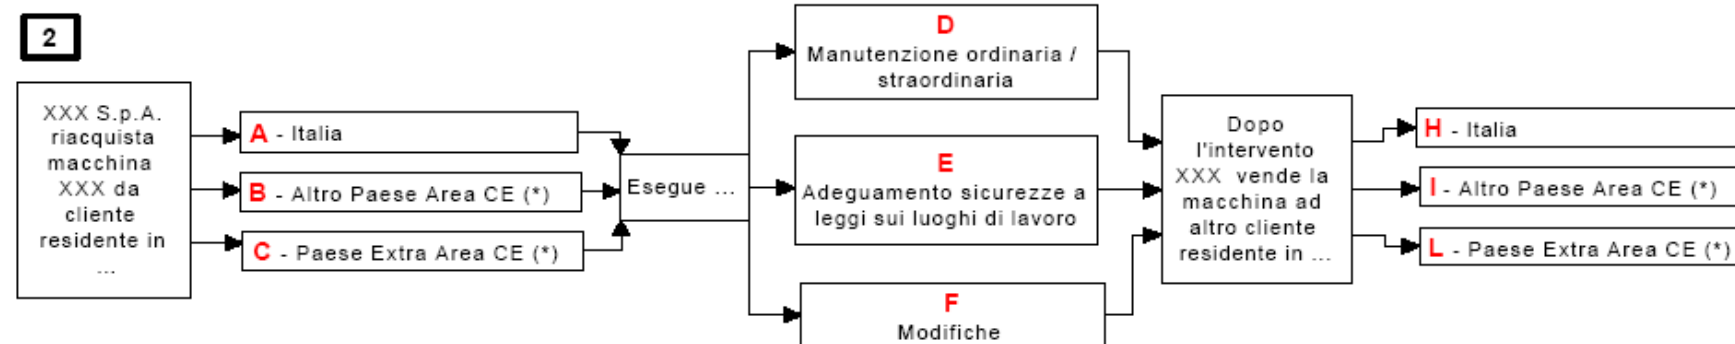 2
XXX S.p.A.
riacquista
macchina
XXX da
cliente
residente in
...
A - Italia
B - Altro Paese Area CE (*)
C - Paese Extra Area CE (*)
Esegue ...
D
Manutenzione ordinaria /
straordinaria
E
Adeguamento sicurezze a
leggi sui luoghi di lavoro
F
Modifiche
Dopo
l'intervento
XXX vende la
macchina ad
altro cliente
residente in ...
H - Italia
I - Altro Paese Area CE (*)
L - Paese Extra Area CE (*)